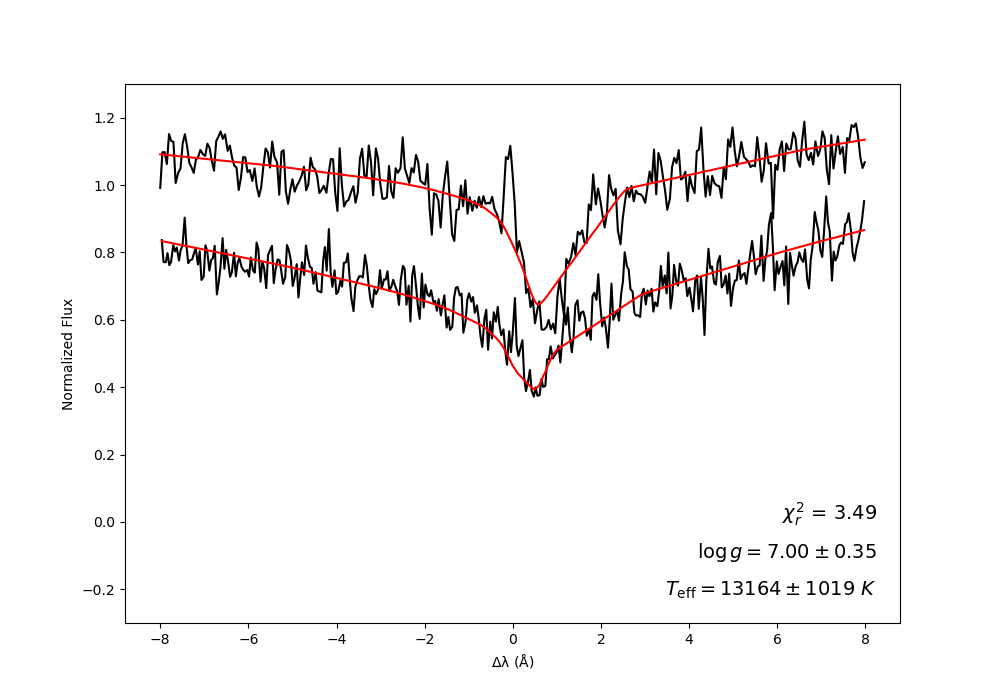 1.2
1.0
0.8
0.6
0.4
0.2
0.0
−0.2
Normalized Flux
χ²ᵣ = 3.49
log g = 7.00 ± 0.35
T_eff = 13164 ± 1019 K
−8 −6 −4 −2 0 2 4 6 8
Δλ (Å)